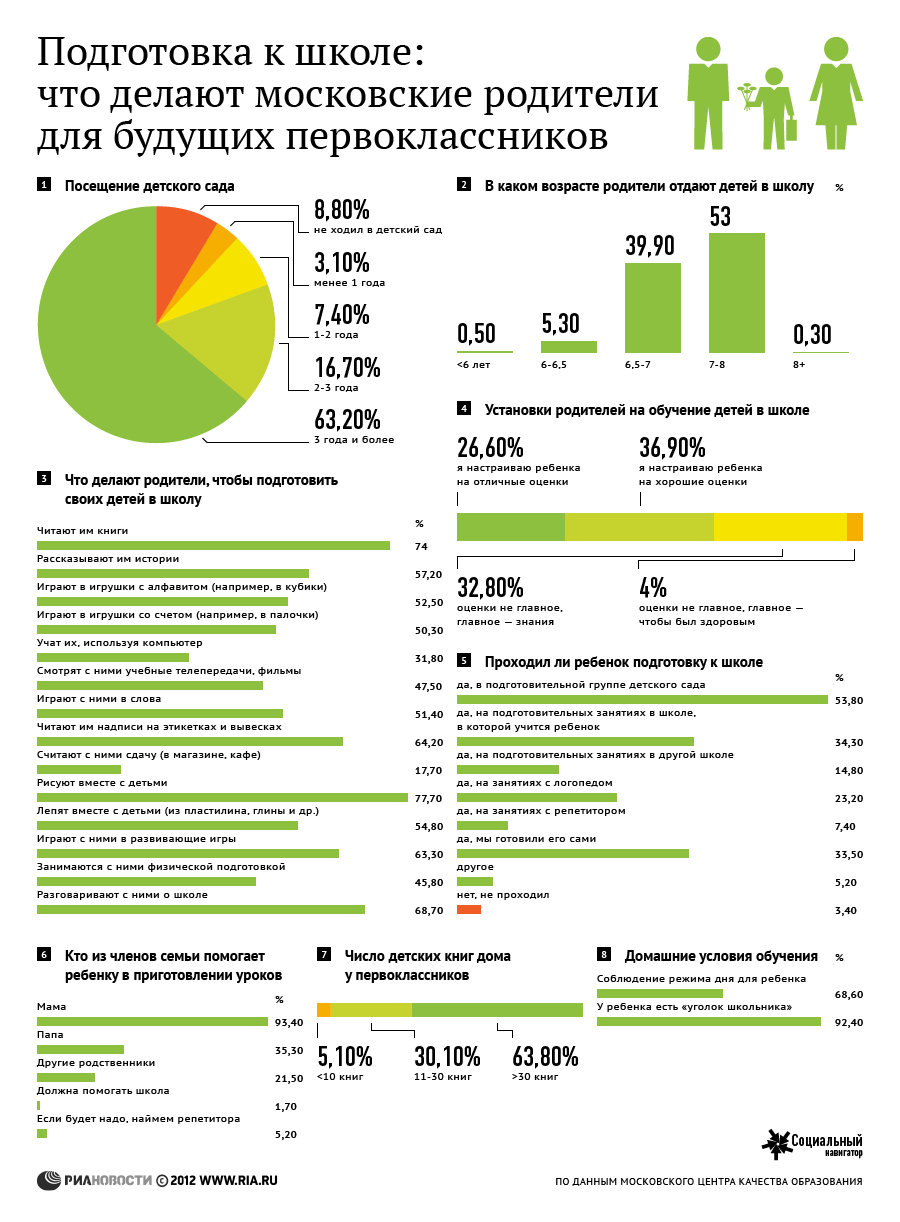 Подготовка к школе:
что делают московские родители
для будущих первоклассников
1 Посещение детского сада
8,80%
не ходил в детский сад
3,10%
менее 1 года
7,40%
1-2 года
16,70%
2-3 года
63,20%
3 года и более
2 В каком возрасте родители отдают детей в школу %
0,50
<6 лет
5,30
6-6,5
39,90
6,5-7
53
7-8
0,30
8+
3 Что делают родители, чтобы подготовить
своих детей в школу
%
Читают им книги
74
Рассказывают им истории
57,20
Играют в игрушки с алфавитом (например, в кубики)
52,50
Играют в игрушки со счетом (например, в палочки)
50,30
Учат их, используя компьютер
31,80
Смотрят с ними учебные телепередачи, фильмы
47,50
Играют с ними в слова
51,40
Читают им надписи на этикетках и вывесках
64,20
Считают с ними сдачу (в магазине, кафе)
17,70
Рисуют вместе с детьми
77,70
Лепят вместе с детьми (из пластилина, глины и др.)
54,80
Играют с ними в развивающие игры
63,30
Занимаются с ними физической подготовкой
45,80
Разговаривают с ними о школе
68,70
4 Установки родителей на обучение детей в школе
26,60%
я настраиваю ребенка
на отличные оценки
36,90%
я настраиваю ребенка
на хорошие оценки
32,80%
оценки не главное,
главное — знания
4%
оценки не главное, главное —
чтобы был здоровым
5 Проходил ли ребенок подготовку к школе
%
да, в подготовительной группе детского сада
53,80
да, на подготовительных занятиях в школе,
в которой учится ребенок
34,30
да, на подготовительных занятиях в другой школе
14,80
да, на занятиях с логопедом
23,20
да, на занятиях с репетитором
7,40
да, мы готовили его сами
33,50
другое
5,20
нет, не проходил
3,40
6 Кто из членов семьи помогает
ребенку в приготовлении уроков
%
Мама
93,40
Папа
35,30
Другие родственники
21,50
Должна помогать школа
1,70
Если будет надо, наймем репетитора
5,20
7 Число детских книг дома
у первоклассников
5,10%
<10 книг
30,10%
11-30 книг
63,80%
>30 книг
8 Домашние условия обучения %
Соблюдение режима дня для ребенка
68,60
У ребенка есть «уголок школьника»
92,40
Социальный
навигатор
РИАНОВОСТИ © 2012 WWW.RIA.RU
ПО ДАННЫМ МОСКОВСКОГО ЦЕНТРА КАЧЕСТВА ОБРАЗОВАНИЯ